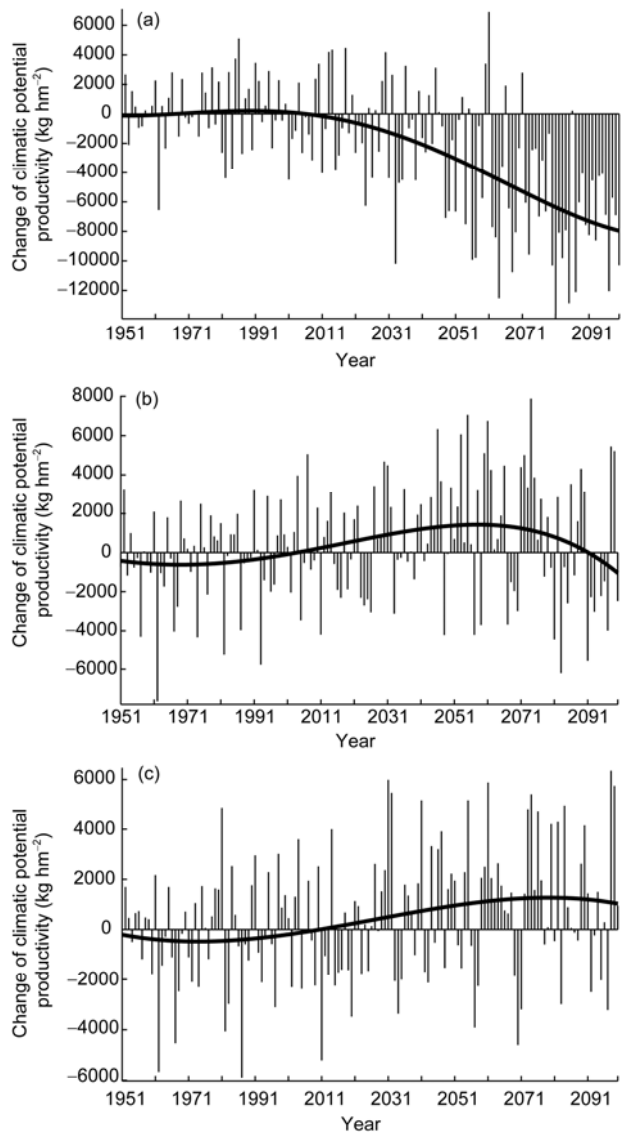 (a)
6000
4000
2000
0
−2000
−4000
−6000
−8000
−10000
−12000
Change of climatic potential
productivity (kg hm⁻²)
1951 1971 1991 2011 2031 2051 2071 2091
Year
(b)
8000
6000
4000
2000
0
−2000
−4000
−6000
Change of climatic potential
productivity (kg hm⁻²)
1951 1971 1991 2011 2031 2051 2071 2091
Year
(c)
6000
4000
2000
0
−2000
−4000
−6000
Change of climatic potential
productivity (kg hm⁻²)
1951 1971 1991 2011 2031 2051 2071 2091
Year